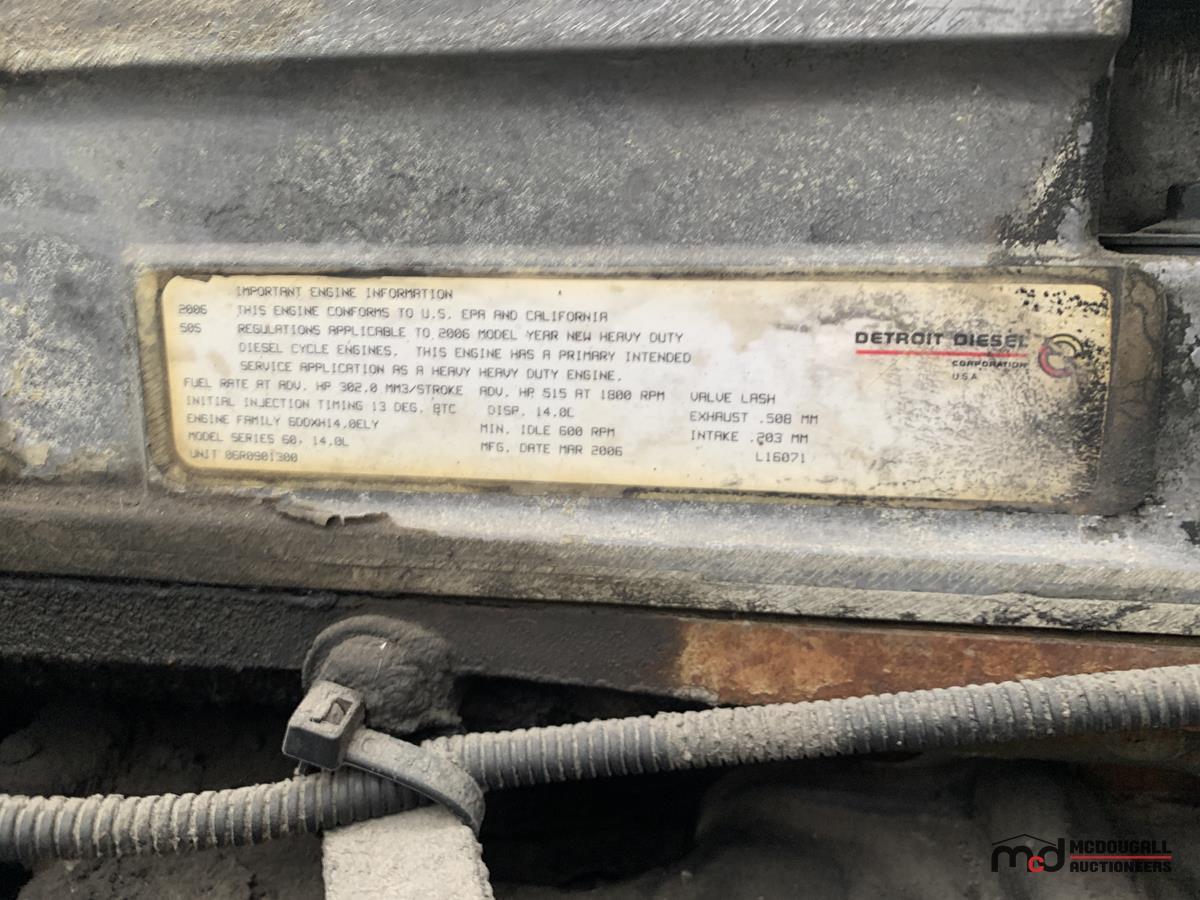 IMPORTANT ENGINE INFORMATION
2006 THIS ENGINE CONFORMS TO U.S. EPA AND CALIFORNIA
50S REGULATIONS APPLICABLE TO 2006 MODEL YEAR NEW HEAVY DUTY
DIESEL CYCLE ENGINES. THIS ENGINE HAS A PRIMARY INTENDED
SERVICE APPLICATION AS A HEAVY HEAVY DUTY ENGINE.
FUEL RATE AT ADV. HP 302.0 MM3/STROKE ADV. HP 515 AT 1800 RPM VALVE LASH
INITIAL INJECTION TIMING 13 DEG. BTC DISP. 14.0L EXHAUST .508 MM
ENGINE FAMILY 6DDXH14.0ELY MIN. IDLE 600 RPM INTAKE .203 MM
MODEL SERIES 60, 14.0L MFG. DATE MAR 2006 L16071
UNIT 06R0901300
DETROIT DIESEL
CORPORATION
USA
mcd MCDOUGALL
AUCTIONEERS